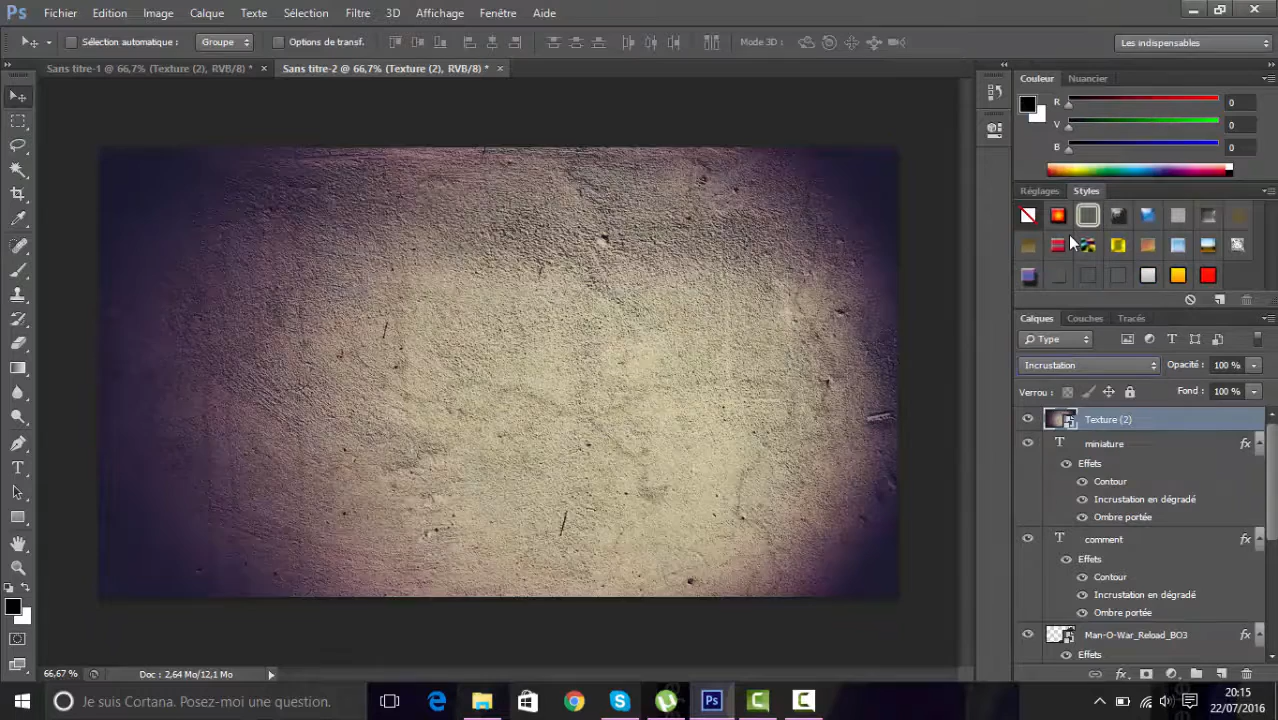 Ps Fichier Edition Image Calque Texte Sélection Filtre 3D Affichage Fenêtre Aide
Sélection automatique : Groupe Options de transf. Mode 3D : Les indispensables
Sans titre-1 @ 66,7% (Texture (2), RVB/8) * × Sans titre-2 @ 66,7% (Texture (2), RVB/8) * ×
Couleur Nuancier
R 0
V 0
B 0
Réglages Styles
Calques Couches Tracés
Type
Incrustation Opacité : 100 %
Verrou : Fond : 100 %
Texture (2)
T miniature fx
Effets
Contour
Incrustation en dégradé
Ombre portée
T comment fx
Effets
Contour
Incrustation en dégradé
Ombre portée
Man-O-War_Reload_BO3 fx
Effets
66,67 % Doc : 2,64 Mo/12,1 Mo
Je suis Cortana. Posez-moi une question.
20:15
22/07/2016